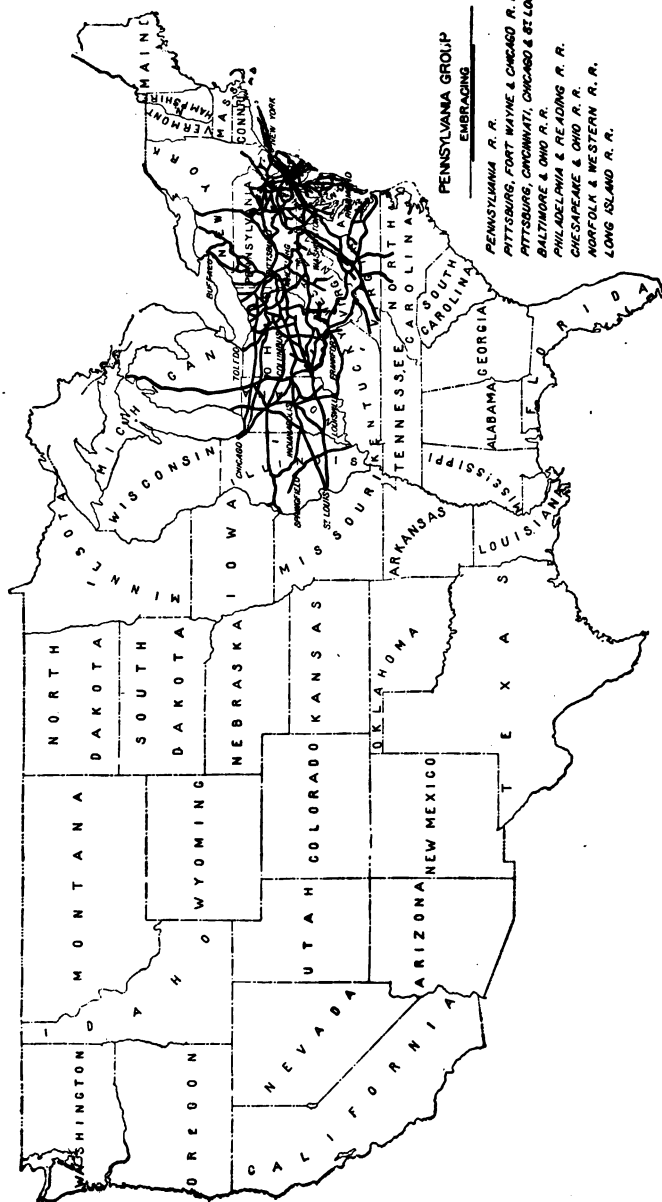 WASHINGTON
OREGON
CALIFORNIA
IDAHO
NEVADA
MONTANA
WYOMING
UTAH
COLORADO
ARIZONA
NEW MEXICO
NORTH
DAKOTA
SOUTH
DAKOTA
NEBRASKA
KANSAS
OKLAHOMA
TEXAS
MINNESOTA
IOWA
MISSOURI
ARKANSAS
LOUISIANA
WISCONSIN
ILLINOIS
MICHIGAN
KENTUCKY
TENNESSEE
MISSISSIPPI
ALABAMA
GEORGIA
FLORIDA
SOUTH
CAROLINA
NORTH
CAROLINA
OHIO
PENNSYLVANIA
NEW YORK
VERMONT
HAMPSHIRE
MAINE
MASS
CONN
NEW YORK
BUFFALO
TOLEDO
CHICAGO
COLUMBUS
INDIANAPOLIS
SPRINGFIELD
ST. LOUIS
LOUISVILLE
FRANKFORT
PENNSYLVANIA GROUP
EMBRACING
PENNSYLVANIA R. R.
PITTSBURG, FORT WAYNE & CHICAGO R.
PITTSBURG, CINCINNATI, CHICAGO & ST. LO
BALTIMORE & OHIO R. R.
PHILADELPHIA & READING R. R.
CHESAPEAKE & OHIO R. R.
NORFOLK & WESTERN R. R.
LONG ISLAND R. R.